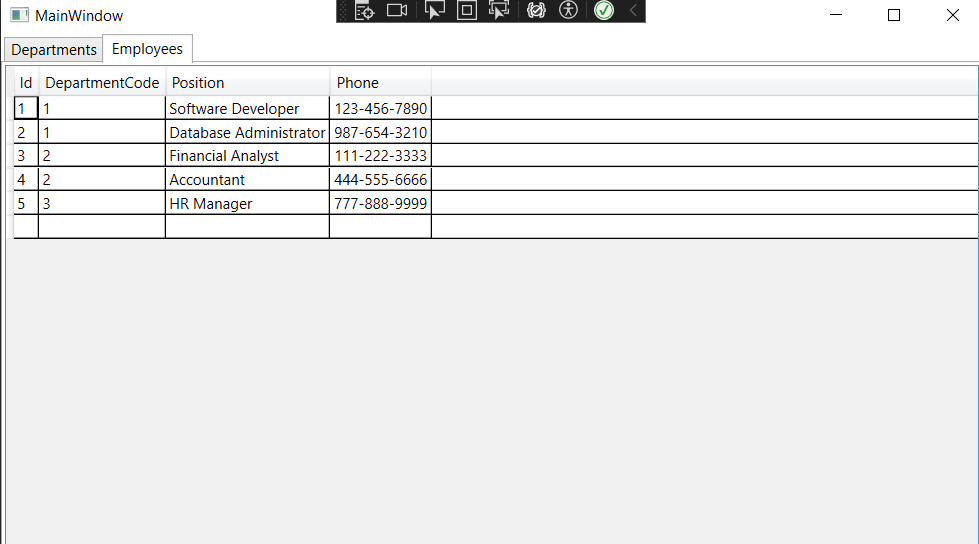 MainWindow
Departments Employees
Id DepartmentCode Position Phone
1 1 Software Developer 123-456-7890
2 1 Database Administrator 987-654-3210
3 2 Financial Analyst 111-222-3333
4 2 Accountant 444-555-6666
5 3 HR Manager 777-888-9999